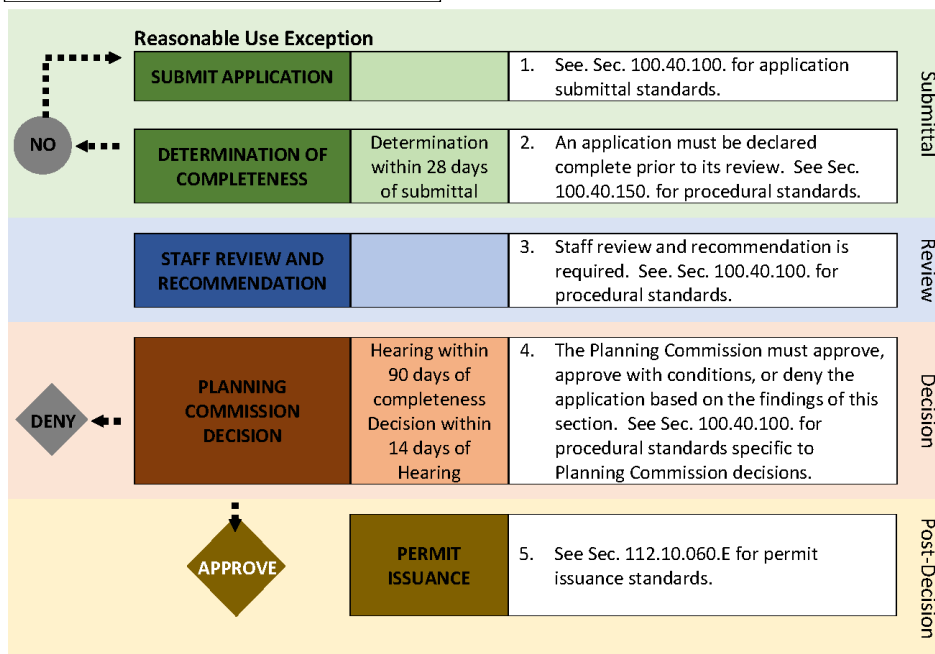 Reasonable Use Exception
SUBMIT APPLICATION
1. See. Sec. 100.40.100. for application
submittal standards.
Submittal
NO
DETERMINATION OF
COMPLETENESS
Determination
within 28 days
of submittal
2. An application must be declared
complete prior to its review. See Sec.
100.40.150. for procedural standards.
STAFF REVIEW AND
RECOMMENDATION
3. Staff review and recommendation is
required. See. Sec. 100.40.100. for
procedural standards.
Review
DENY
PLANNING
COMMISSION
DECISION
Hearing within
90 days of
completeness
Decision within
14 days of
Hearing
4. The Planning Commission must approve,
approve with conditions, or deny the
application based on the findings of this
section. See Sec. 100.40.100. for
procedural standards specific to
Planning Commission decisions.
Decision
APPROVE
PERMIT
ISSUANCE
5. See Sec. 112.10.060.E for permit
issuance standards.
Post-Decision